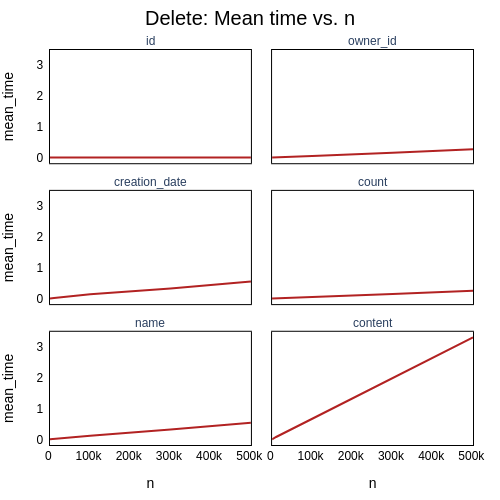 Delete: Mean time vs. n
id
owner_id
mean_time
3
2
1
0
creation_date
count
mean_time
3
2
1
0
name
content
mean_time
3
2
1
0
0 100k 200k 300k 400k 500k
0 100k 200k 300k 400k 500k
n
n